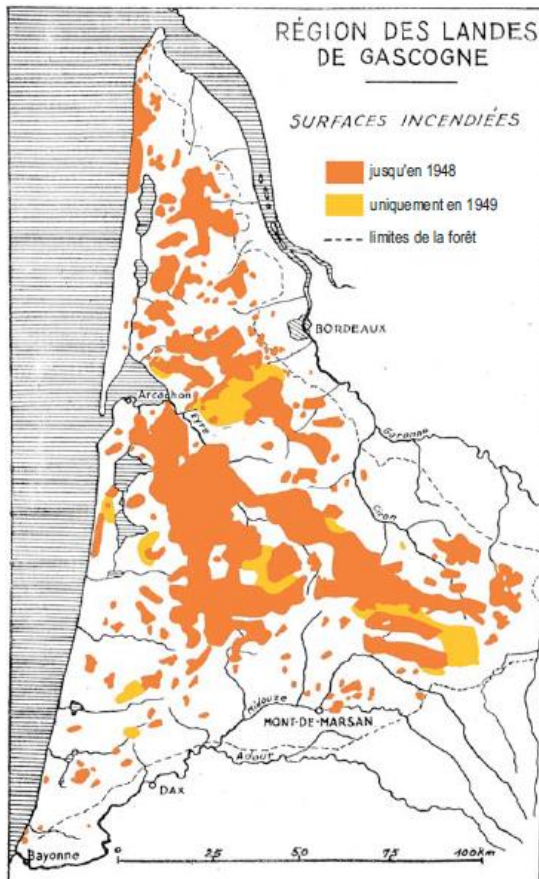 RÉGION DES LANDES
DE GASCOGNE
SURFACES INCENDIÉES
jusqu'en 1948
uniquement en 1949
limites de la forêt
BORDEAUX
Arcachon
Eyre
Garonne
Ciron
Midouze
MONT-DE-MARSAN
Adour
DAX
Bayonne
0 25 50 75 100km